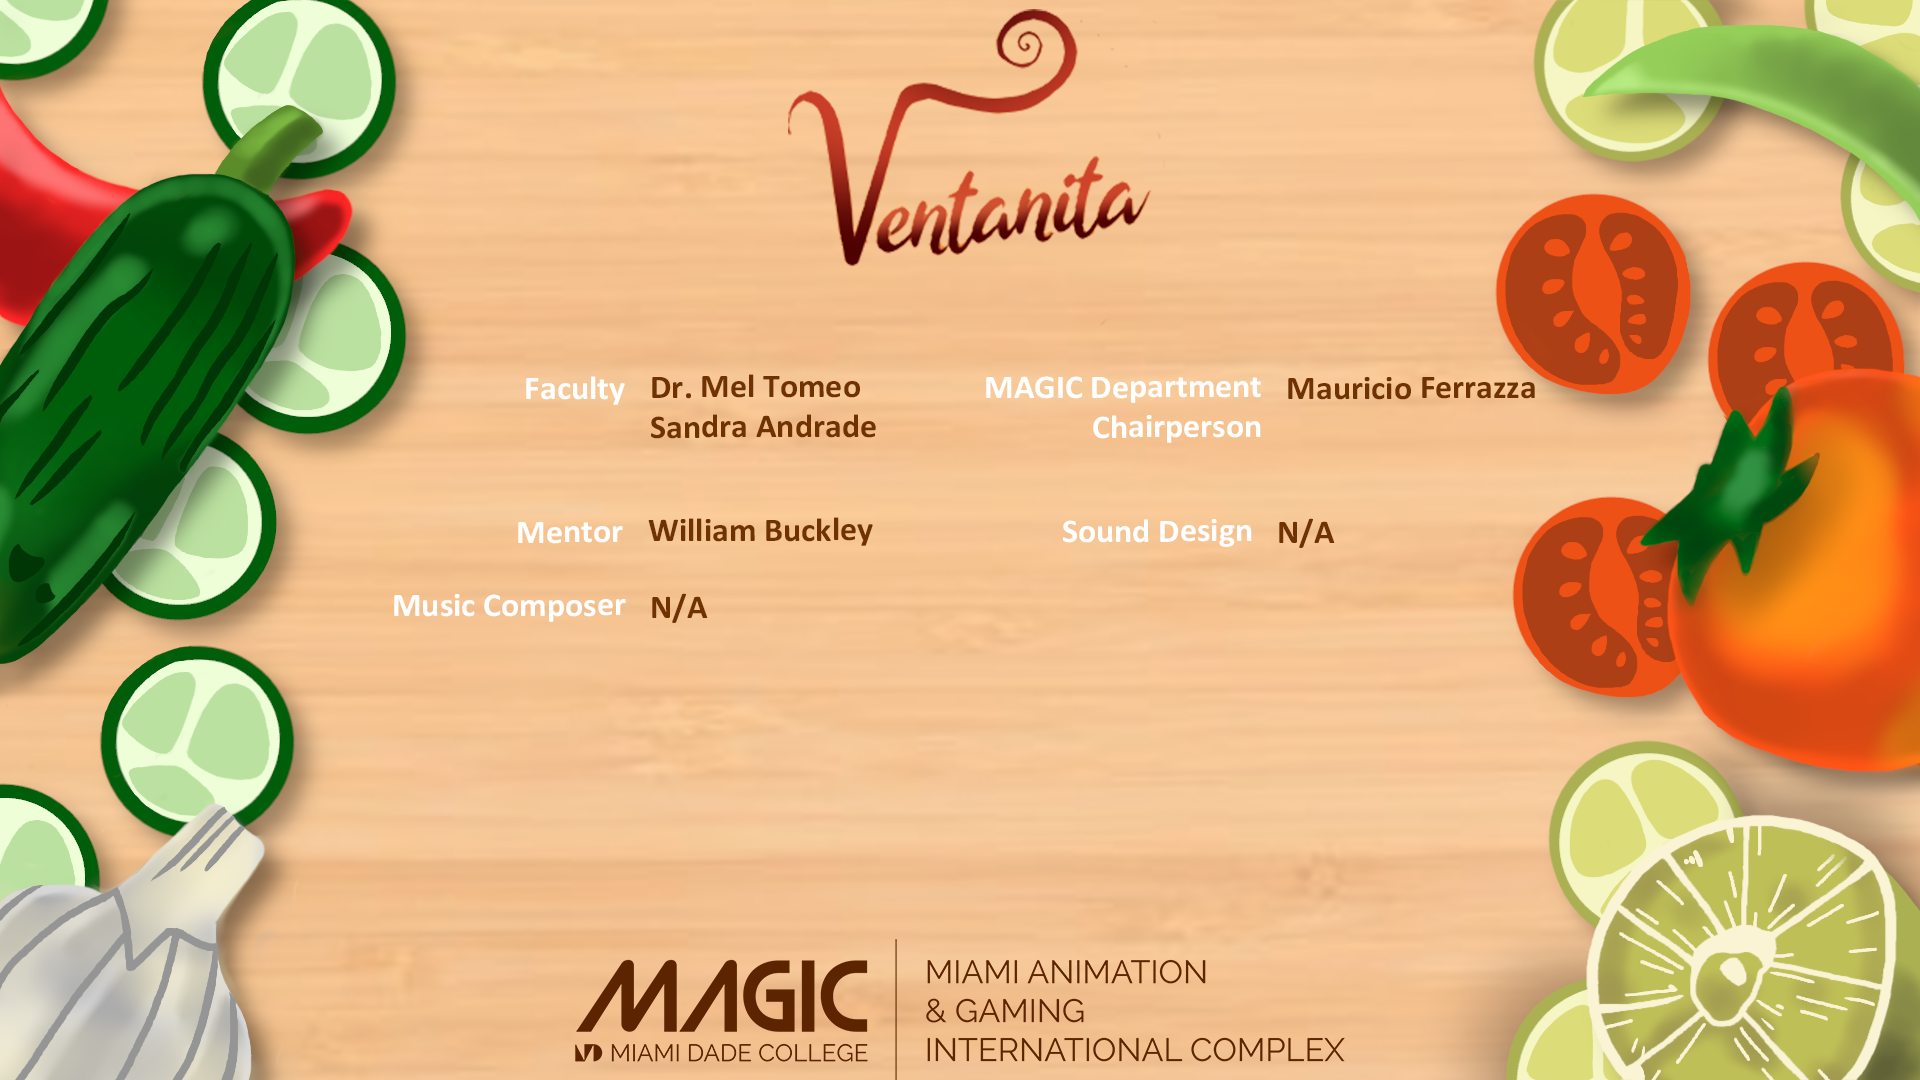 Ventanita
Faculty Dr. Mel Tomeo
Sandra Andrade
MAGIC Department Mauricio Ferrazza
Chairperson
Mentor William Buckley
Sound Design N/A
Music Composer N/A
MAGIC
MIAMI DADE COLLEGE
MIAMI ANIMATION
& GAMING
INTERNATIONAL COMPLEX